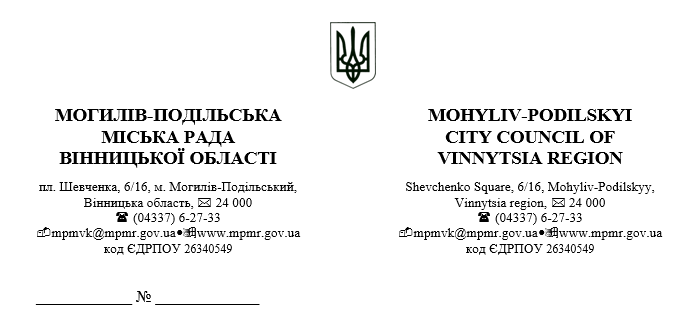 МОГИЛІВ-ПОДІЛЬСЬКА
МІСЬКА РАДА
ВІННИЦЬКОЇ ОБЛАСТІ
пл. Шевченка, 6/16, м. Могилів-Подільський,
Вінницька область, 🖂 24 000
☎ (04337) 6-27-33
mpmvk@mpmr.gov.ua●www.mpmr.gov.ua
код ЄДРПОУ 26340549
MOHYLIV-PODILSKYI
CITY COUNCIL OF
VINNYTSIA REGION
Shevchenko Square, 6/16, Mohyliv-Podilskyy,
Vinnytsia region, 🖂 24 000
☎ (04337) 6-27-33
mpmvk@mpmr.gov.ua●www.mpmr.gov.ua
код ЄДРПОУ 26340549
____________ № _____________